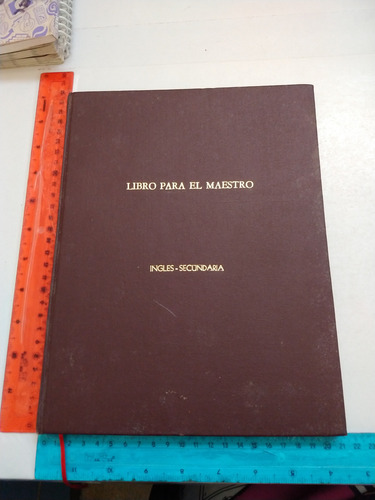 LIBRO PARA EL MAESTRO
INGLES - SECUNDARIA